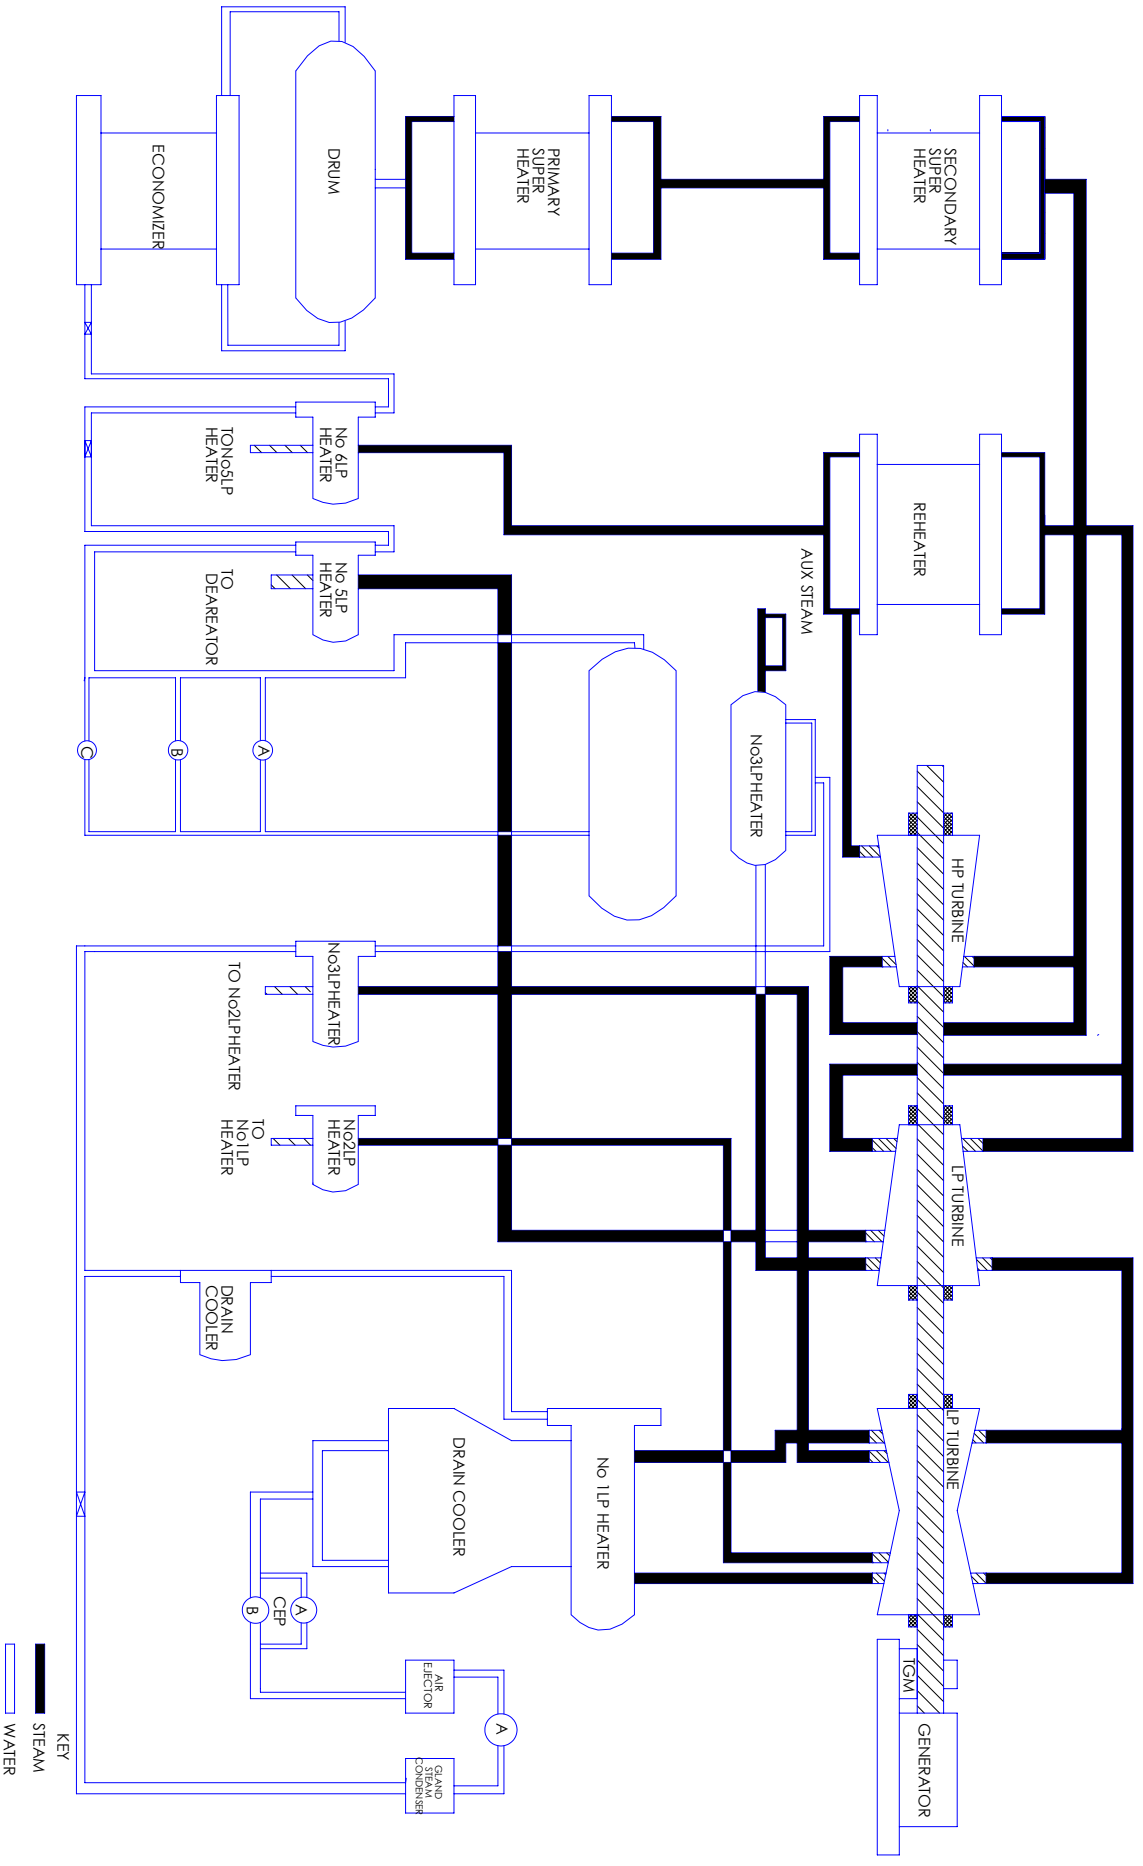 SECONDARY
SUPER
HEATER
PRIMARY
SUPER
HEATER
DRUM
ECONOMIZER
REHEATER
AUX STEAM
No 6LP
HEATER
TONo5LP
HEATER
No 5LP
HEATER
TO
DEAREATOR
No3LPHEATER
A
B
C
HP TURBINE
LP TURBINE
LP TURBINE
No3LPHEATER
TO No2LPHEATER
No2LP
HEATER
TO
No1LP
HEATER
DRAIN
COOLER
No 1LP HEATER
DRAIN COOLER
A
CEP
B
AIR
EJECTOR
A
GLAND
STEAM
CONDENSER
TGM
GENERATOR
KEY
STEAM
WATER